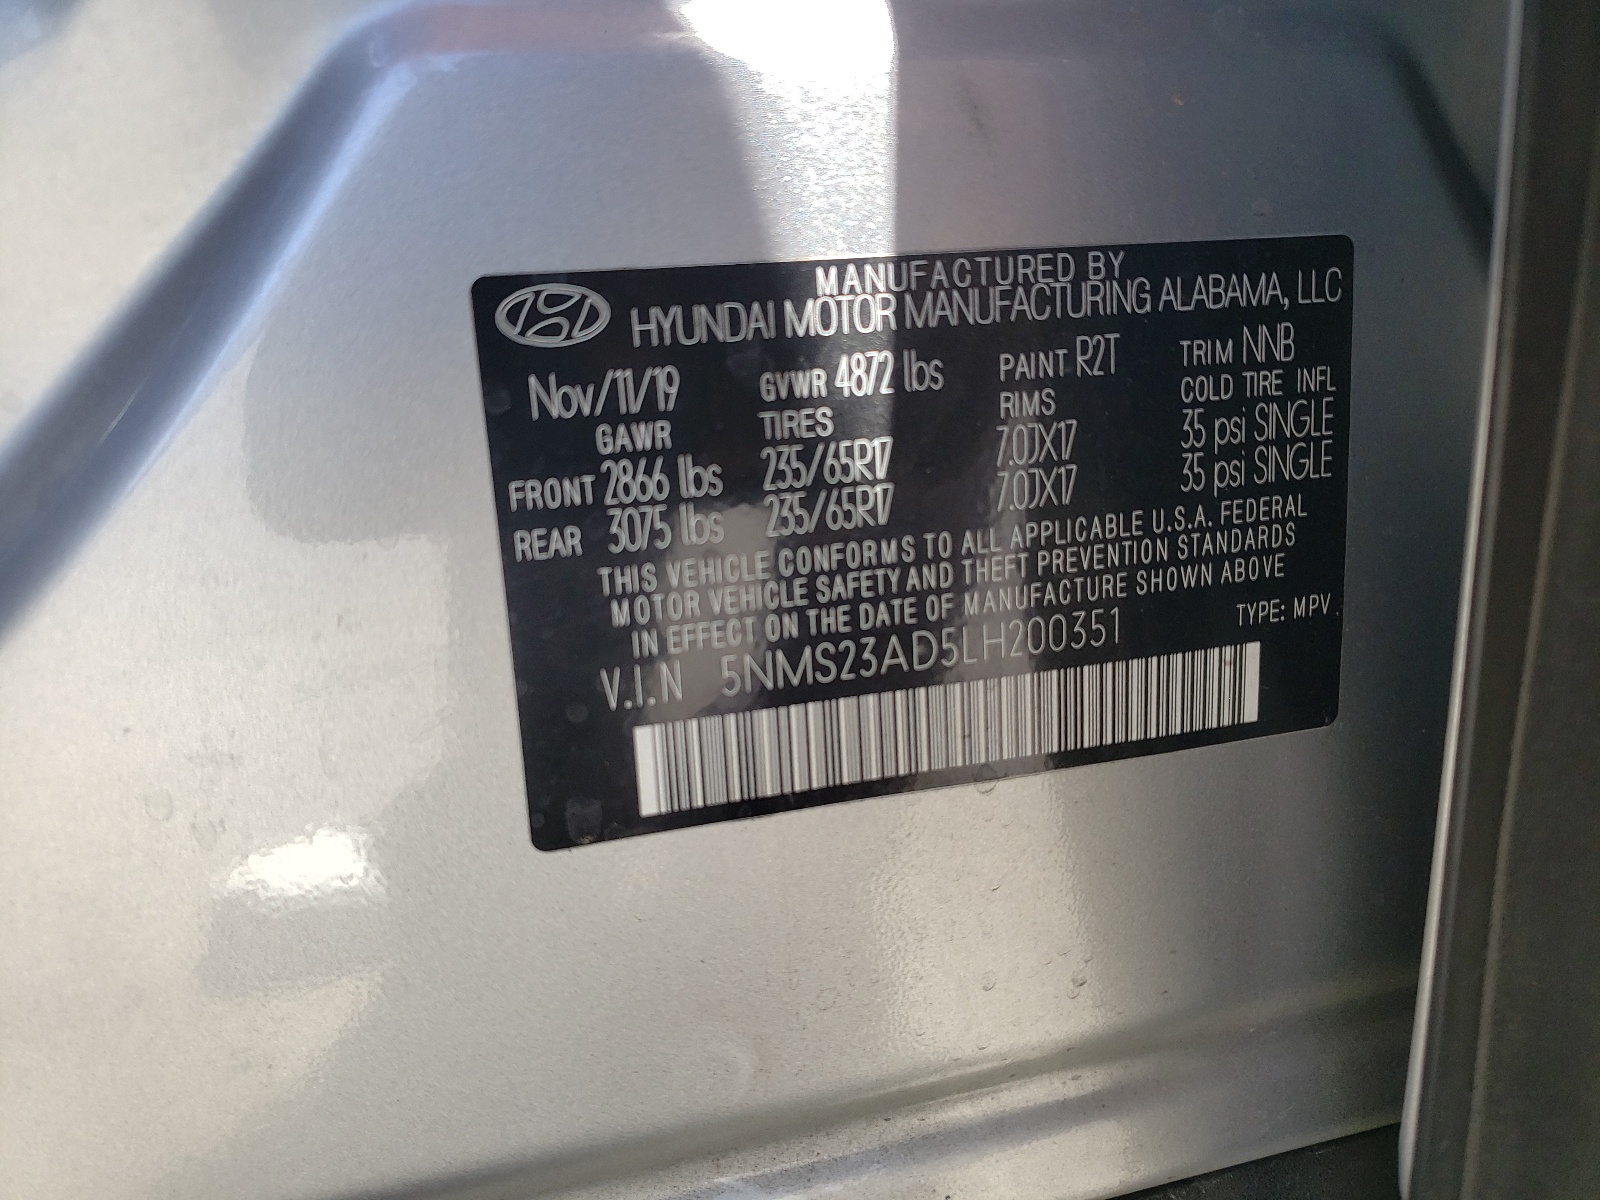 MANUFACTURED BY
HYUNDAI MOTOR MANUFACTURING ALABAMA, LLC
Nov/11/19 GVWR 4872 lbs PAINT R2T TRIM NNB
GAWR TIRES RIMS COLD TIRE INFL
FRONT 2866 lbs 235/65R17 7.0JX17 35 psi SINGLE
REAR 3075 lbs 235/65R17 7.0JX17 35 psi SINGLE
THIS VEHICLE CONFORMS TO ALL APPLICABLE U.S.A. FEDERAL
MOTOR VEHICLE SAFETY AND THEFT PREVENTION STANDARDS
IN EFFECT ON THE DATE OF MANUFACTURE SHOWN ABOVE
V.I.N 5NMS23AD5LH200351 TYPE: MPV